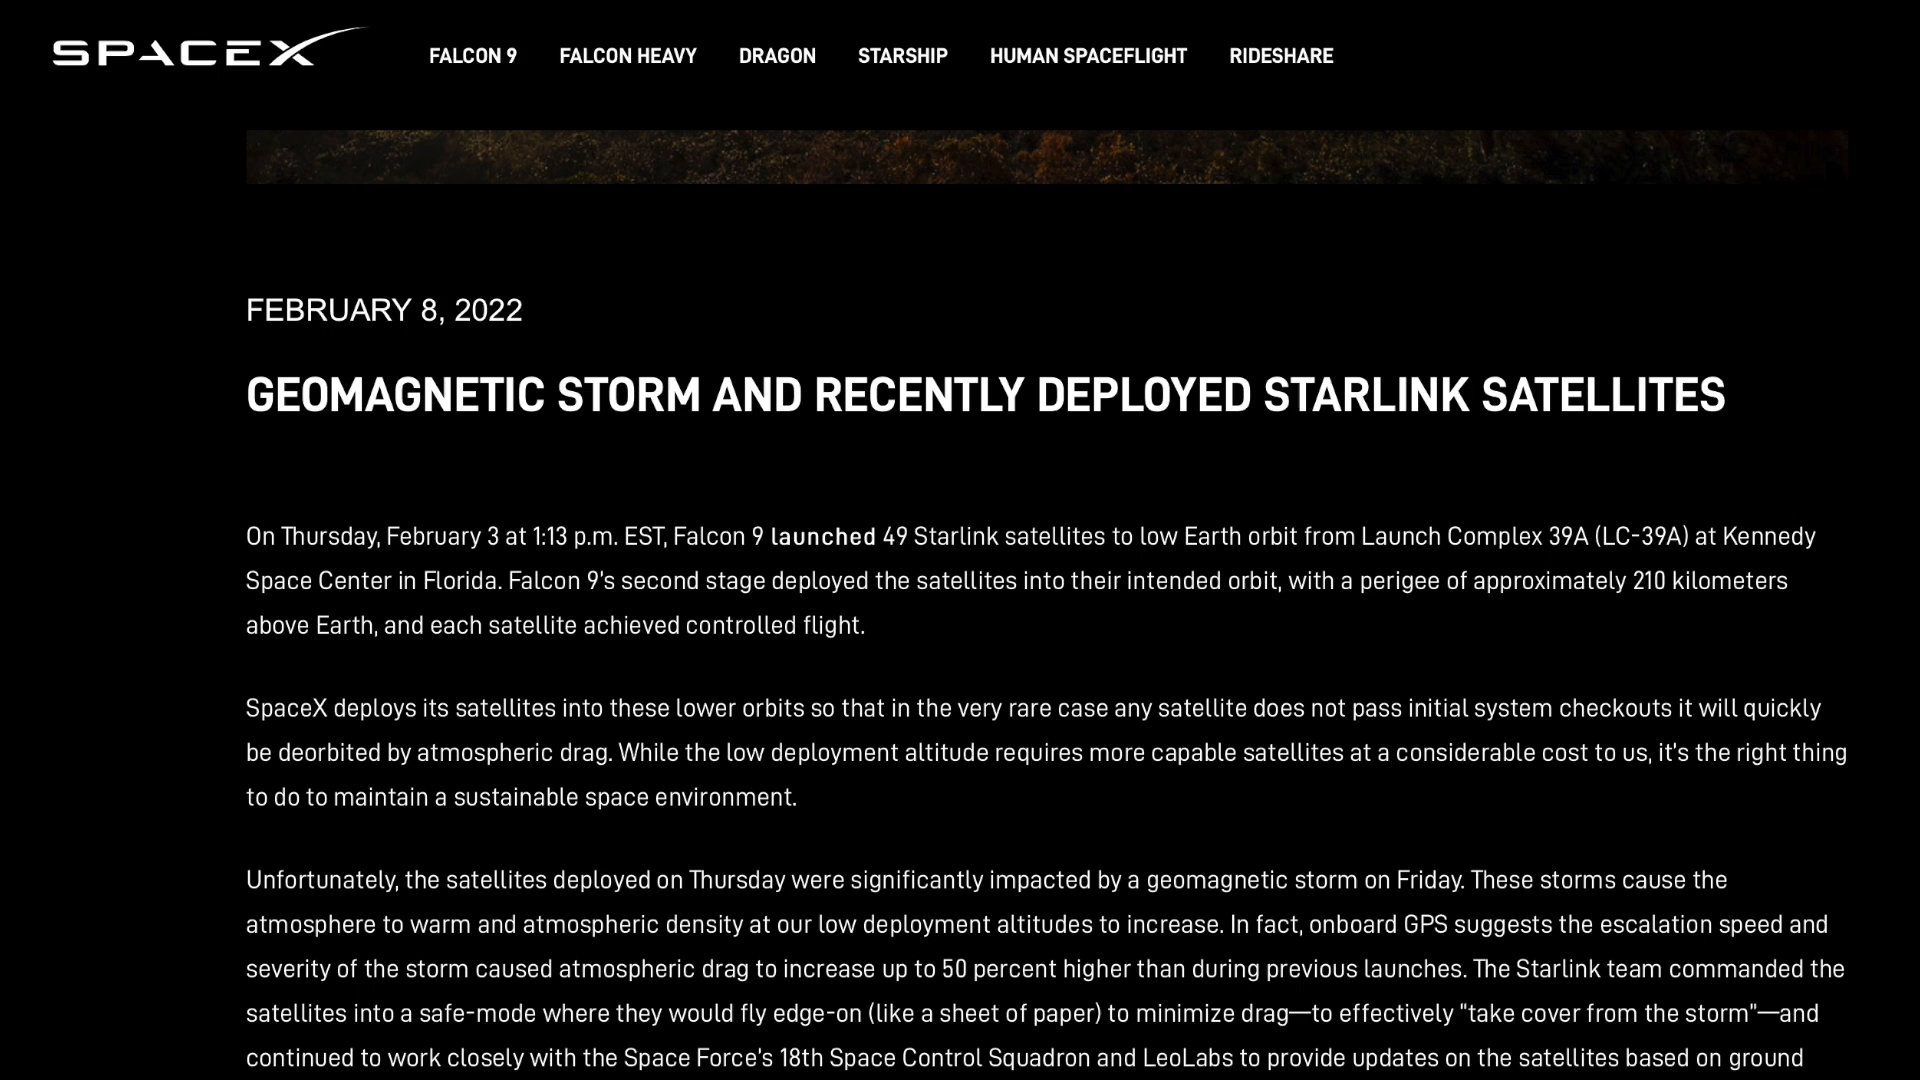 SPACEX FALCON 9 FALCON HEAVY DRAGON STARSHIP HUMAN SPACEFLIGHT RIDESHARE
FEBRUARY 8, 2022
GEOMAGNETIC STORM AND RECENTLY DEPLOYED STARLINK SATELLITES
On Thursday, February 3 at 1:13 p.m. EST, Falcon 9 launched 49 Starlink satellites to low Earth orbit from Launch Complex 39A (LC-39A) at Kennedy
Space Center in Florida. Falcon 9's second stage deployed the satellites into their intended orbit, with a perigee of approximately 210 kilometers
above Earth, and each satellite achieved controlled flight.
SpaceX deploys its satellites into these lower orbits so that in the very rare case any satellite does not pass initial system checkouts it will quickly
be deorbited by atmospheric drag. While the low deployment altitude requires more capable satellites at a considerable cost to us, it's the right thing
to do to maintain a sustainable space environment.
Unfortunately, the satellites deployed on Thursday were significantly impacted by a geomagnetic storm on Friday. These storms cause the
atmosphere to warm and atmospheric density at our low deployment altitudes to increase. In fact, onboard GPS suggests the escalation speed and
severity of the storm caused atmospheric drag to increase up to 50 percent higher than during previous launches. The Starlink team commanded the
satellites into a safe-mode where they would fly edge-on (like a sheet of paper) to minimize drag—to effectively "take cover from the storm"—and
continued to work closely with the Space Force's 18th Space Control Squadron and LeoLabs to provide updates on the satellites based on ground